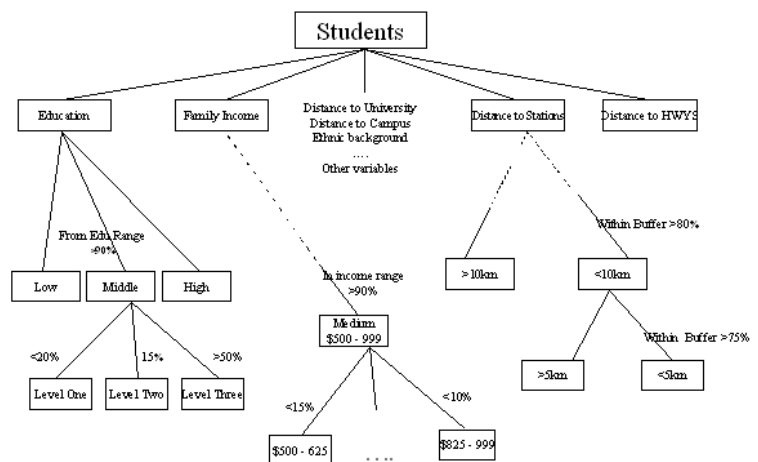 Students
Education
Family Income
Distance to University
Distance to Campus
Ethnic background
....
Other variables
Distance to Stations
Distance to HWYS
From Edu Range
>90%
Within Buffer >80%
Low
Middle
High
In income range
>90%
>10km
<10km
Medium
$500 - 999
Within Buffer >75%
<20%
15%
>50%
>5km
<5km
Level One
Level Two
Level Three
<15%
<10%
$500 - 625
....
$825 - 999